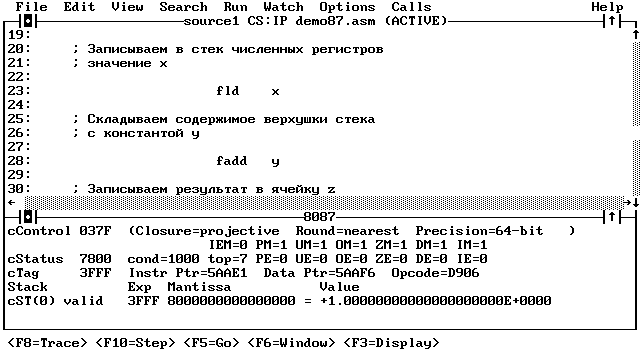 File Edit View Search Run Watch Options Calls Help
source1 CS:IP demo87.asm (ACTIVE)
19:
20: ; Записываем в стек численных регистров
21: ; значение x
22:
23: fld x
24:
25: ; Складываем содержимое верхушки стека
26: ; с константой y
27:
28: fadd y
29:
30: ; Записываем результат в ячейку z
8087
cControl 037F (Closure=projective Round=nearest Precision=64-bit )
IEM=0 PM=1 UM=1 OM=1 ZM=1 DM=1 IM=1
cStatus 7800 cond=1000 top=7 PE=0 UE=0 OE=0 ZE=0 DE=0 IE=0
cTag 3FFF Instr Ptr=5AAE1 Data Ptr=5AAF6 Opcode=D906
Stack Exp Mantissa Value
cST(0) valid 3FFF 8000000000000000 = +1.00000000000000000000E+0000
<F8=Trace> <F10=Step> <F5=Go> <F6=Window> <F3=Display>